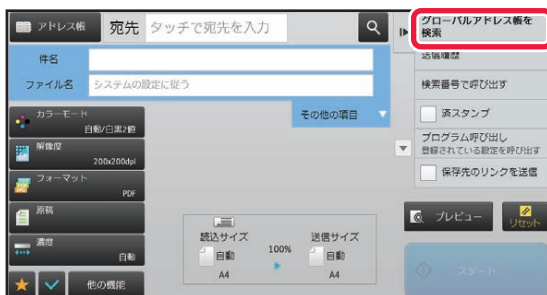 アドレス帳
宛先
タッチで宛先を入力
件名
ファイル名
システムの設定に従う
その他の項目
カラーモード
自動/白黒2値
解像度
200x200dpi
フォーマット
PDF
原稿
濃度
自動
他の機能
読込サイズ
自動
A4
100%
送信サイズ
自動
A4
グローバルアドレス帳を
検索
送信履歴
検索番号で呼び出す
済スタンプ
プログラム呼び出し
登録されている設定を呼び出す
保存先のリンクを送信
プレビュー
リセット
スタート